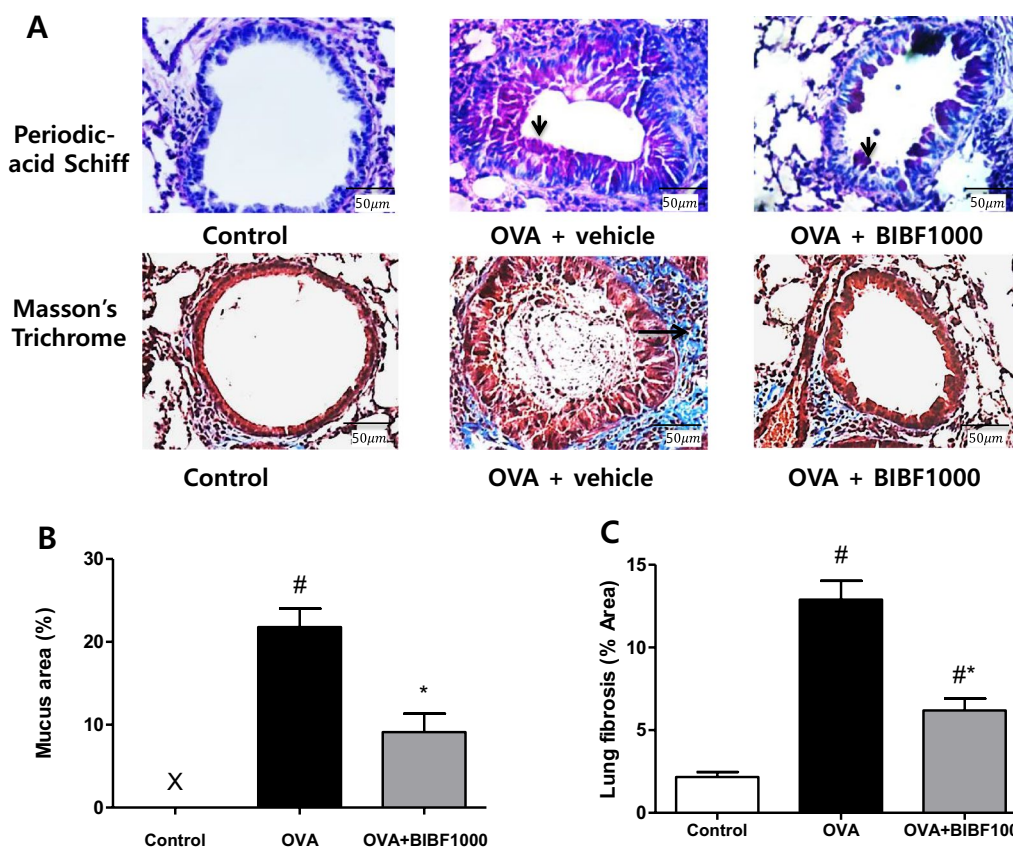 A
Periodic-
acid Schiff
50μm
50μm
50μm
Control
OVA + vehicle
OVA + BIBF1000
Masson's
Trichrome
50μm
50μm
50μm
Control
OVA + vehicle
OVA + BIBF1000
B
Mucus area (%)
30
20
10
0
X
#
*
Control
OVA
OVA+BIBF1000
C
Lung fibrosis (% Area)
15
10
5
0
#
#*
Control
OVA
OVA+BIBF100